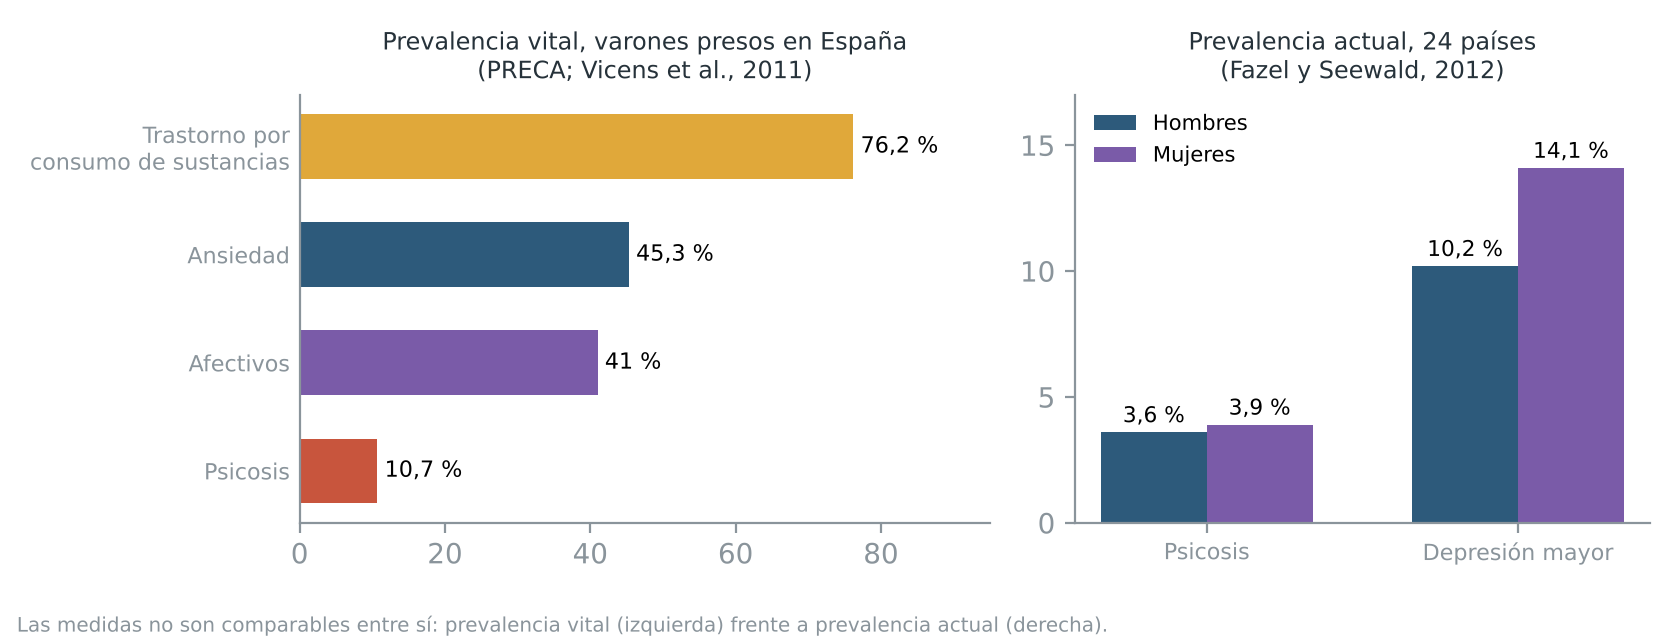 Prevalencia vital, varones presos en España
(PRECA; Vicens et al., 2011)
Trastorno por
consumo de sustancias
76,2 %
Ansiedad
45,3 %
Afectivos
41 %
Psicosis
10,7 %
0 20 40 60 80
Prevalencia actual, 24 países
(Fazel y Seewald, 2012)
Hombres
Mujeres
15
10
5
0
3,6 %
3,9 %
10,2 %
14,1 %
Psicosis
Depresión mayor
Las medidas no son comparables entre sí: prevalencia vital (izquierda) frente a prevalencia actual (derecha).